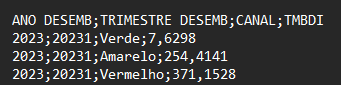 ANO DESEMB;TRIMESTRE DESEMB;CANAL;TMBDI
2023;20231;Verde;7,6298
2023;20231;Amarelo;254,4141
2023;20231;Vermelho;371,1528